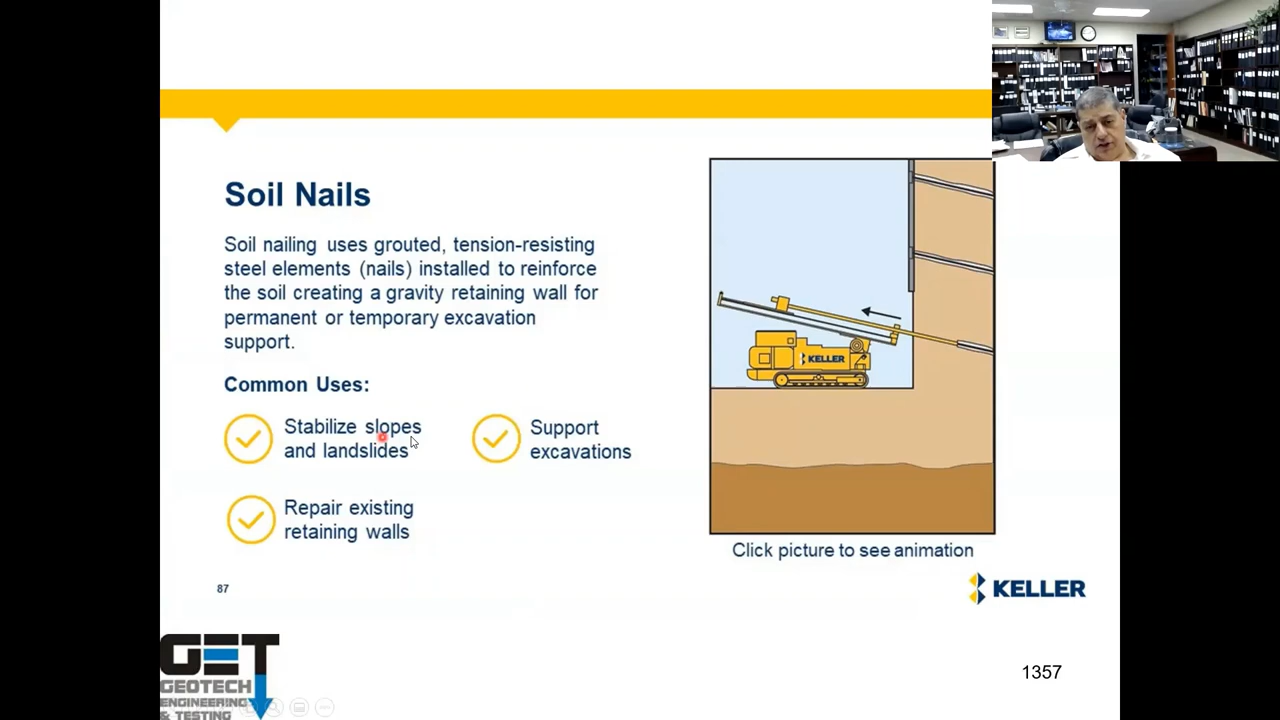 Soil Nails
Soil nailing uses grouted, tension-resisting
steel elements (nails) installed to reinforce
the soil creating a gravity retaining wall for
permanent or temporary excavation
support.
Common Uses:
Stabilize slopes
and landslides
Support
excavations
Repair existing
retaining walls
KELLER
Click picture to see animation
87
KELLER
GET
GEOTECH
ENGINEERING
& TESTING
1357